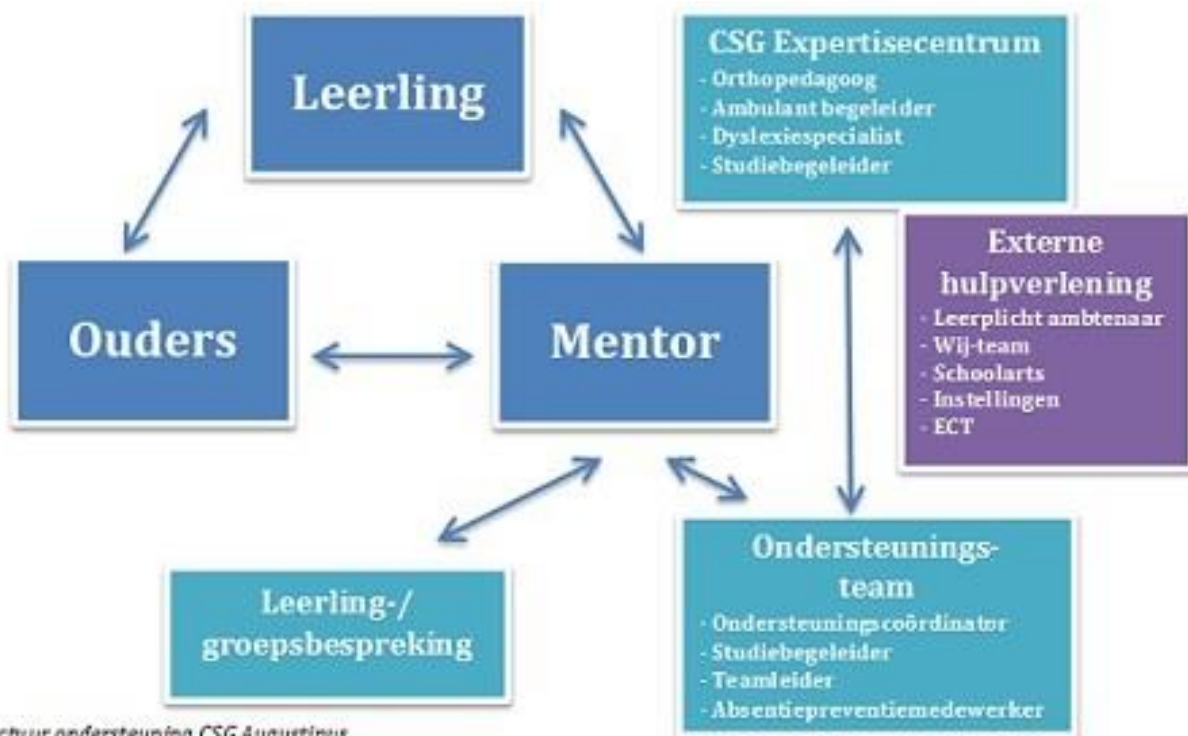 Leerling
CSG Expertisecentrum
- Orthopedagoog
- Ambulant begeleider
- Dyslexiespecialist
- Studiebegeleider
Externe
hulpverlening
- Leerplicht ambtenaar
- Wij-team
- Schoolarts
- Instellingen
- ECT
Ouders
Mentor
Leerling-/
groepsbespreking
Ondersteunings-
team
- Ondersteuningscoördinator
- Studiebegeleider
- Teamleider
- Absentiepreventiemedewerker
ondersteuning CSG Augustinus